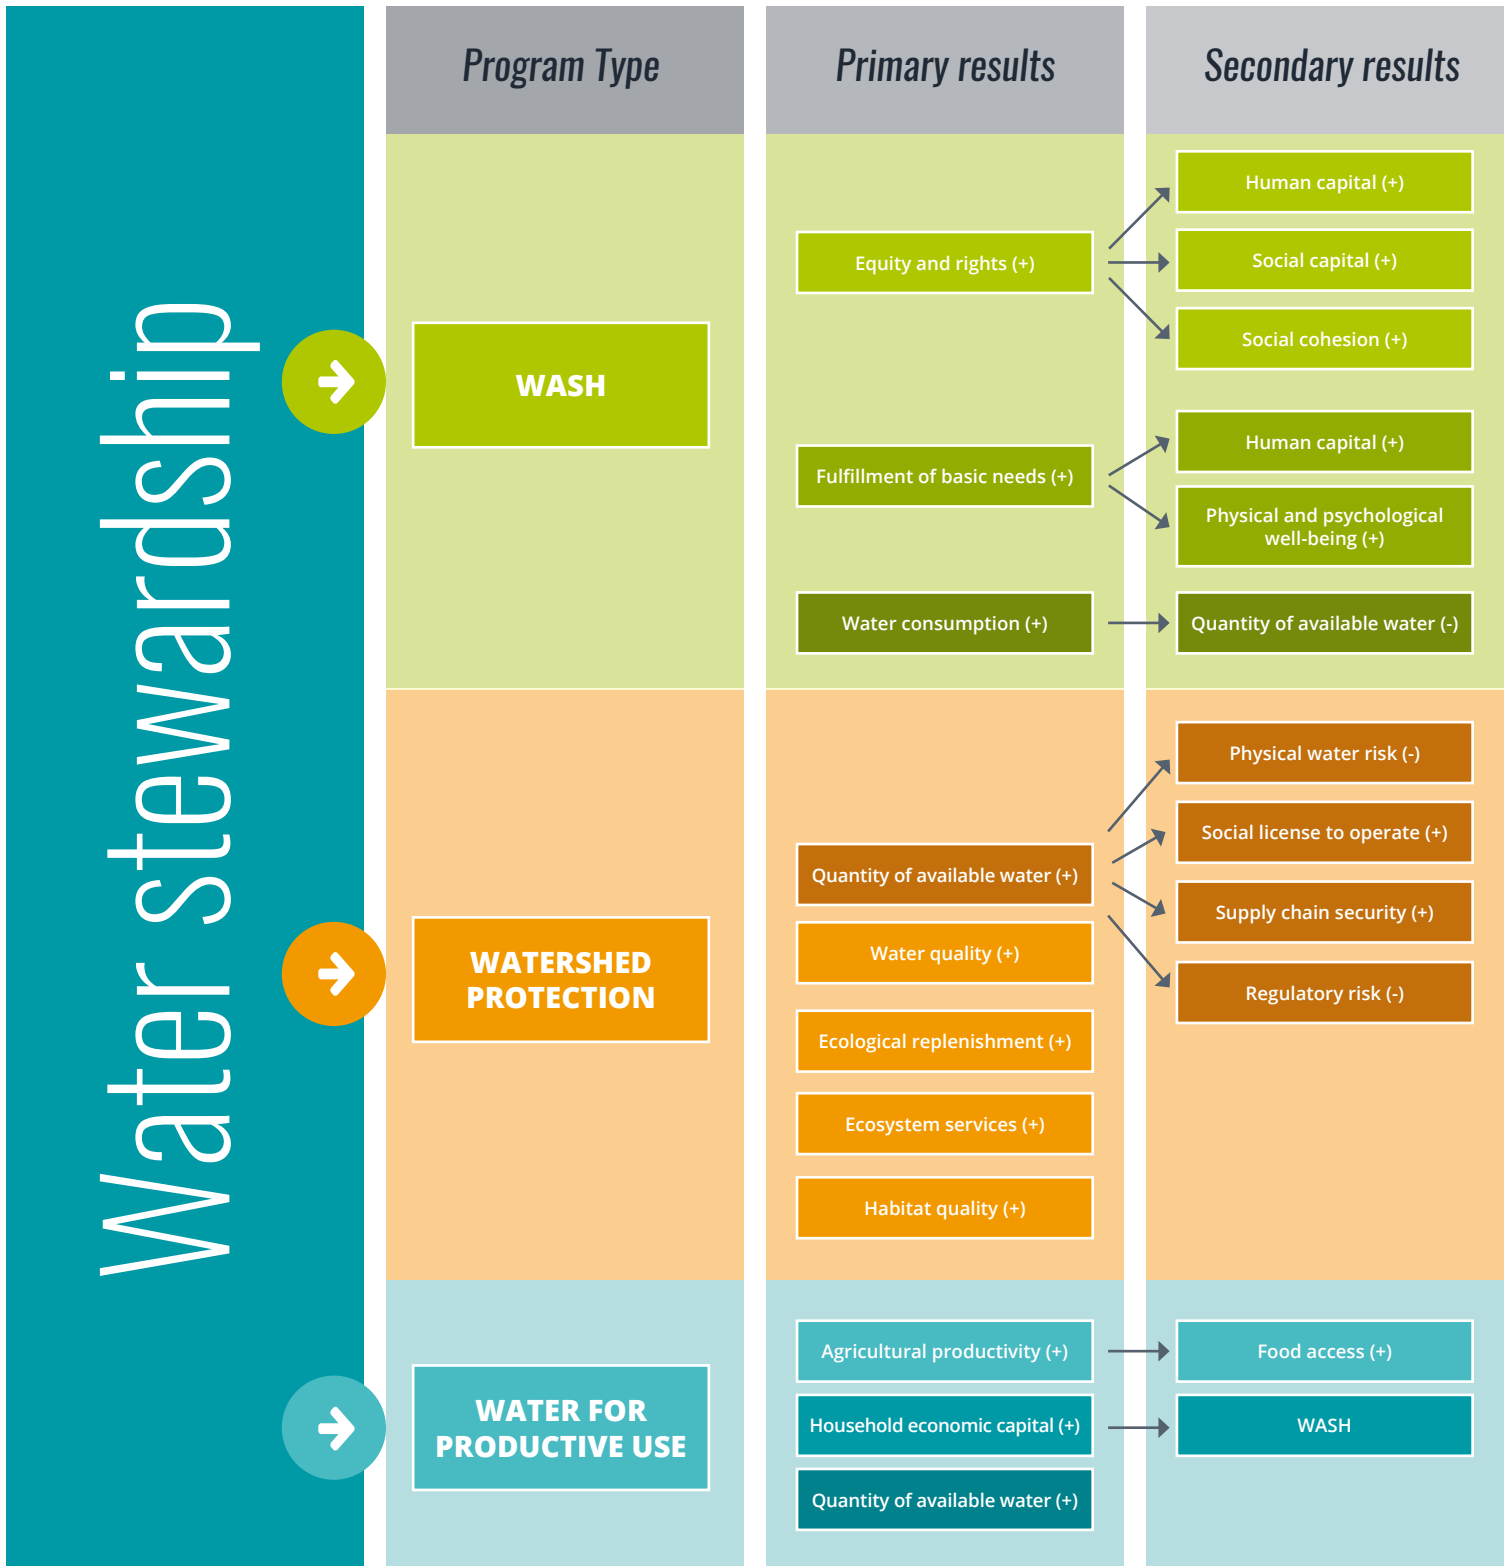 Water stewardship
Program Type
Primary results
Secondary results
WASH
Equity and rights (+)
Human capital (+)
Social capital (+)
Social cohesion (+)
Fulfillment of basic needs (+)
Human capital (+)
Physical and psychological
well-being (+)
Water consumption (+)
Quantity of available water (-)
WATERSHED
PROTECTION
Quantity of available water (+)
Physical water risk (-)
Social license to operate (+)
Supply chain security (+)
Regulatory risk (-)
Water quality (+)
Ecological replenishment (+)
Ecosystem services (+)
Habitat quality (+)
WATER FOR
PRODUCTIVE USE
Agricultural productivity (+)
Food access (+)
Household economic capital (+)
WASH
Quantity of available water (+)